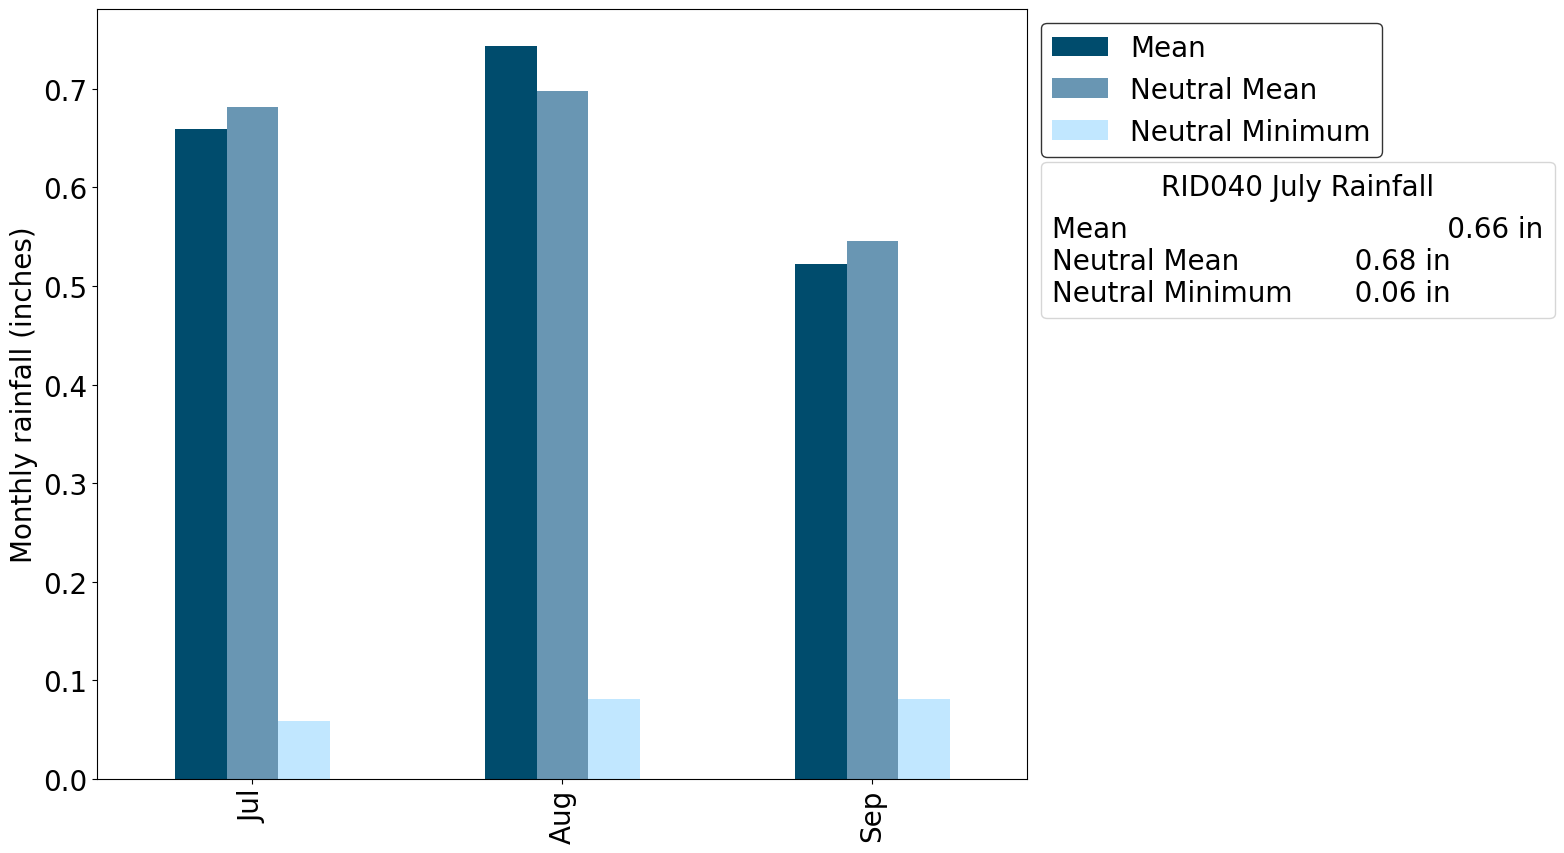 Monthly rainfall (inches)
0.7
0.6
0.5
0.4
0.3
0.2
0.1
0.0
Jul
Aug
Sep
Mean
Neutral Mean
Neutral Minimum
RID040 July Rainfall
Mean 0.66 in
Neutral Mean 0.68 in
Neutral Minimum 0.06 in